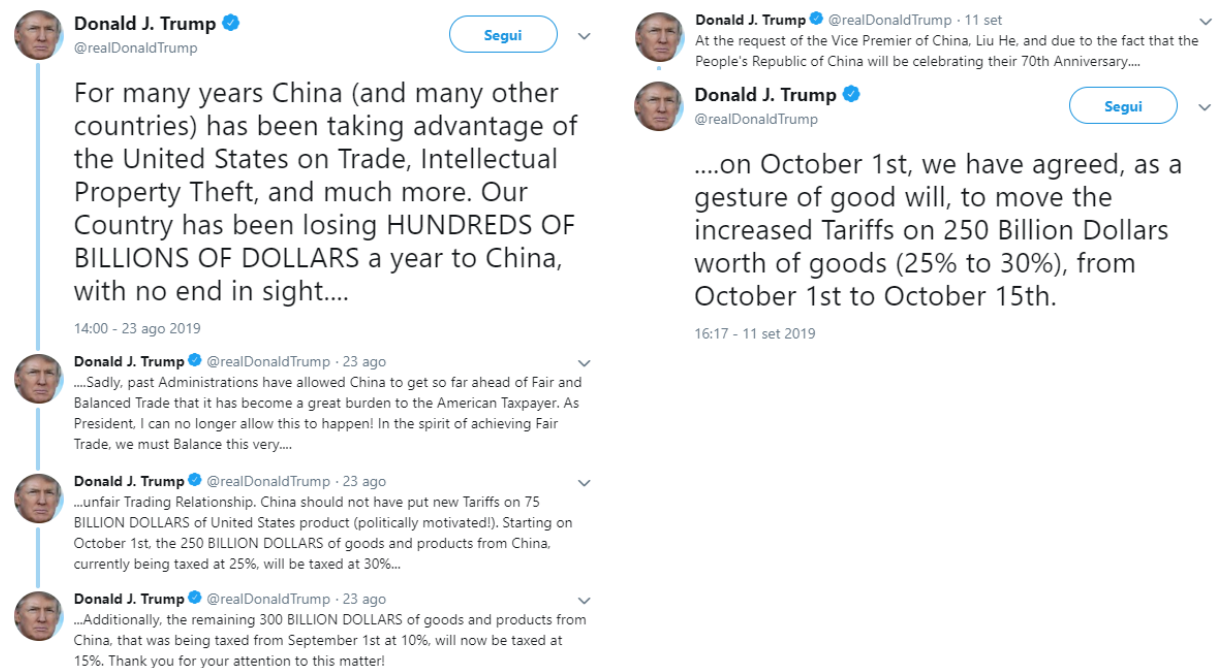 Donald J. Trump
@realDonaldTrump
Segui
For many years China (and many other
countries) has been taking advantage of
the United States on Trade, Intellectual
Property Theft, and much more. Our
Country has been losing HUNDREDS OF
BILLIONS OF DOLLARS a year to China,
with no end in sight....
14:00 - 23 ago 2019
Donald J. Trump @realDonaldTrump · 23 ago
....Sadly, past Administrations have allowed China to get so far ahead of Fair and
Balanced Trade that it has become a great burden to the American Taxpayer. As
President, I can no longer allow this to happen! In the spirit of achieving Fair
Trade, we must Balance this very....
Donald J. Trump @realDonaldTrump · 23 ago
...unfair Trading Relationship. China should not have put new Tariffs on 75
BILLION DOLLARS of United States product (politically motivated!). Starting on
October 1st, the 250 BILLION DOLLARS of goods and products from China,
currently being taxed at 25%, will be taxed at 30%...
Donald J. Trump @realDonaldTrump · 23 ago
...Additionally, the remaining 300 BILLION DOLLARS of goods and products from
China, that was being taxed from September 1st at 10%, will now be taxed at
15%. Thank you for your attention to this matter!
Donald J. Trump @realDonaldTrump · 11 set
At the request of the Vice Premier of China, Liu He, and due to the fact that the
People's Republic of China will be celebrating their 70th Anniversary....
Donald J. Trump
@realDonaldTrump
Segui
....on October 1st, we have agreed, as a
gesture of good will, to move the
increased Tariffs on 250 Billion Dollars
worth of goods (25% to 30%), from
October 1st to October 15th.
16:17 - 11 set 2019